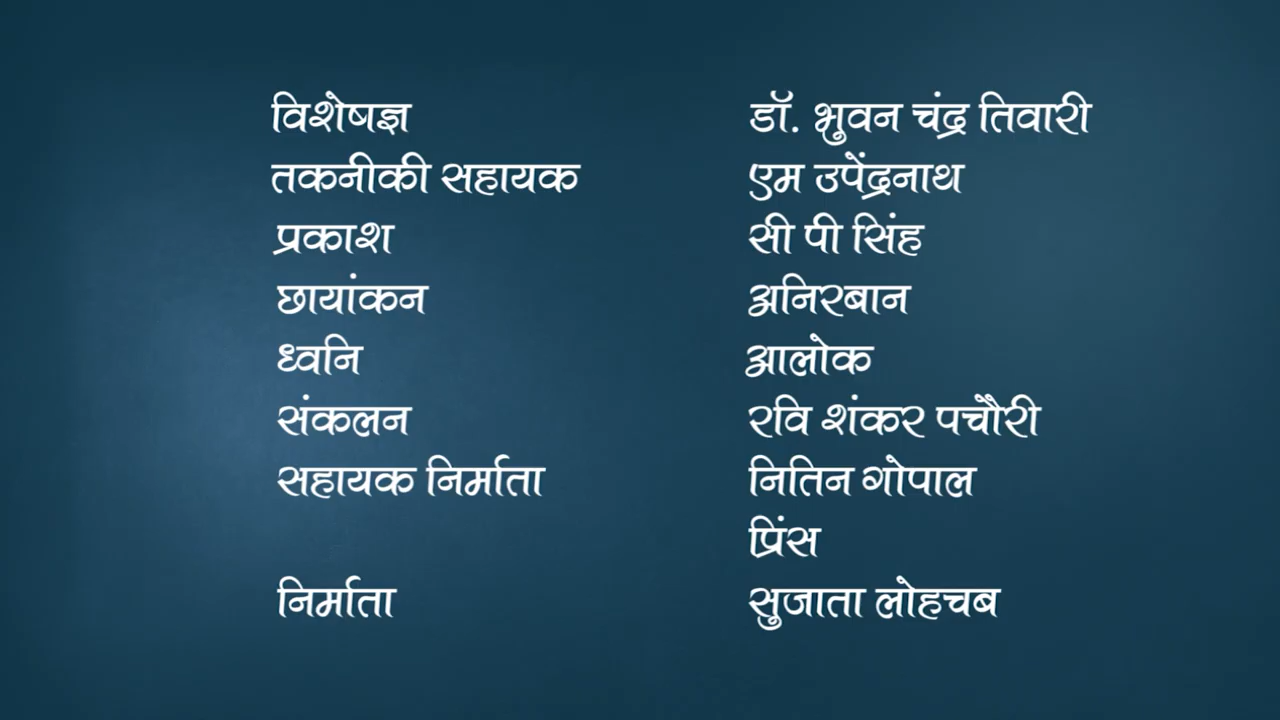 विशेषज्ञ डॉ. भुवन चंद्र तिवारी
तकनीकी सहायक एम उपेंद्रनाथ
प्रकाश सी पी सिंह
छायांकन अनिरबान
ध्वनि आलोक
संकलन रवि शंकर पचौरी
सहायक निर्माता नितिन गोपाल
प्रिंस
निर्माता सुजाता लोहचब